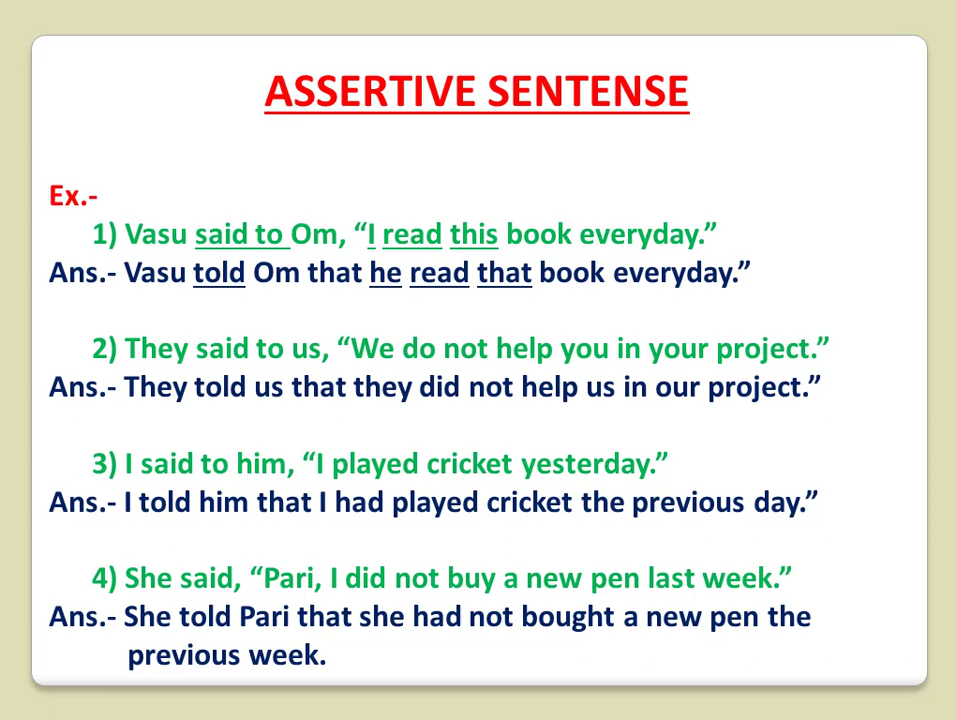 ASSERTIVE SENTENSE
Ex.-
1) Vasu said to Om, “I read this book everyday.”
Ans.- Vasu told Om that he read that book everyday.”
2) They said to us, “We do not help you in your project.”
Ans.- They told us that they did not help us in our project.”
3) I said to him, “I played cricket yesterday.”
Ans.- I told him that I had played cricket the previous day.”
4) She said, “Pari, I did not buy a new pen last week.”
Ans.- She told Pari that she had not bought a new pen the
previous week.